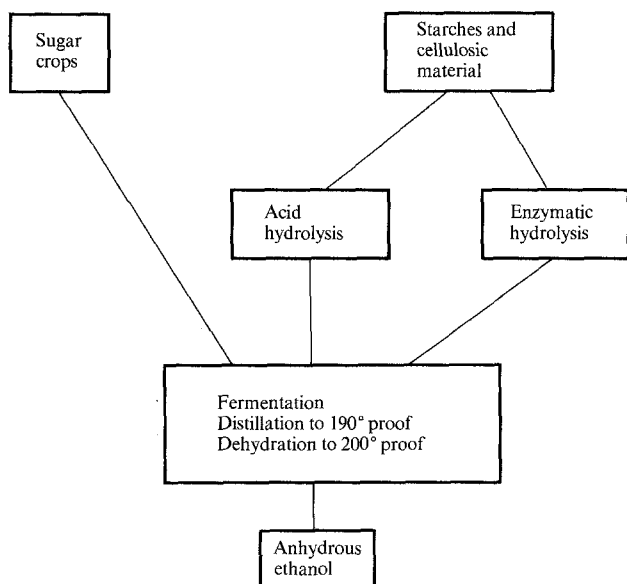 Sugar
crops
Starches and
cellulosic
material
Acid
hydrolysis
Enzymatic
hydrolysis
Fermentation
Distillation to 190° proof
Dehydration to 200° proof
Anhydrous
ethanol